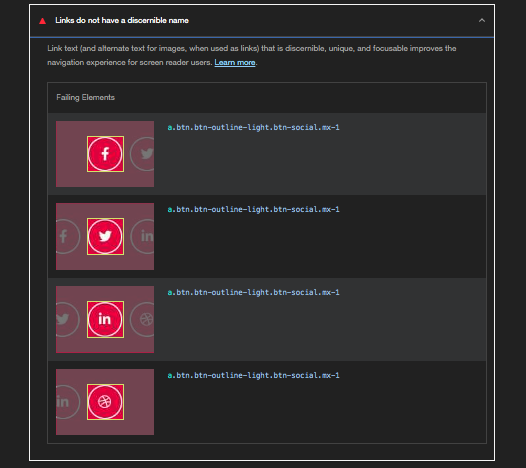 Links do not have a discernible name
Link text (and alternate text for images, when used as links) that is discernible, unique, and focusable improves the
navigation experience for screen reader users. Learn more.
Failing Elements
a.btn.btn-outline-light.btn-social.mx-1
a.btn.btn-outline-light.btn-social.mx-1
a.btn.btn-outline-light.btn-social.mx-1
a.btn.btn-outline-light.btn-social.mx-1